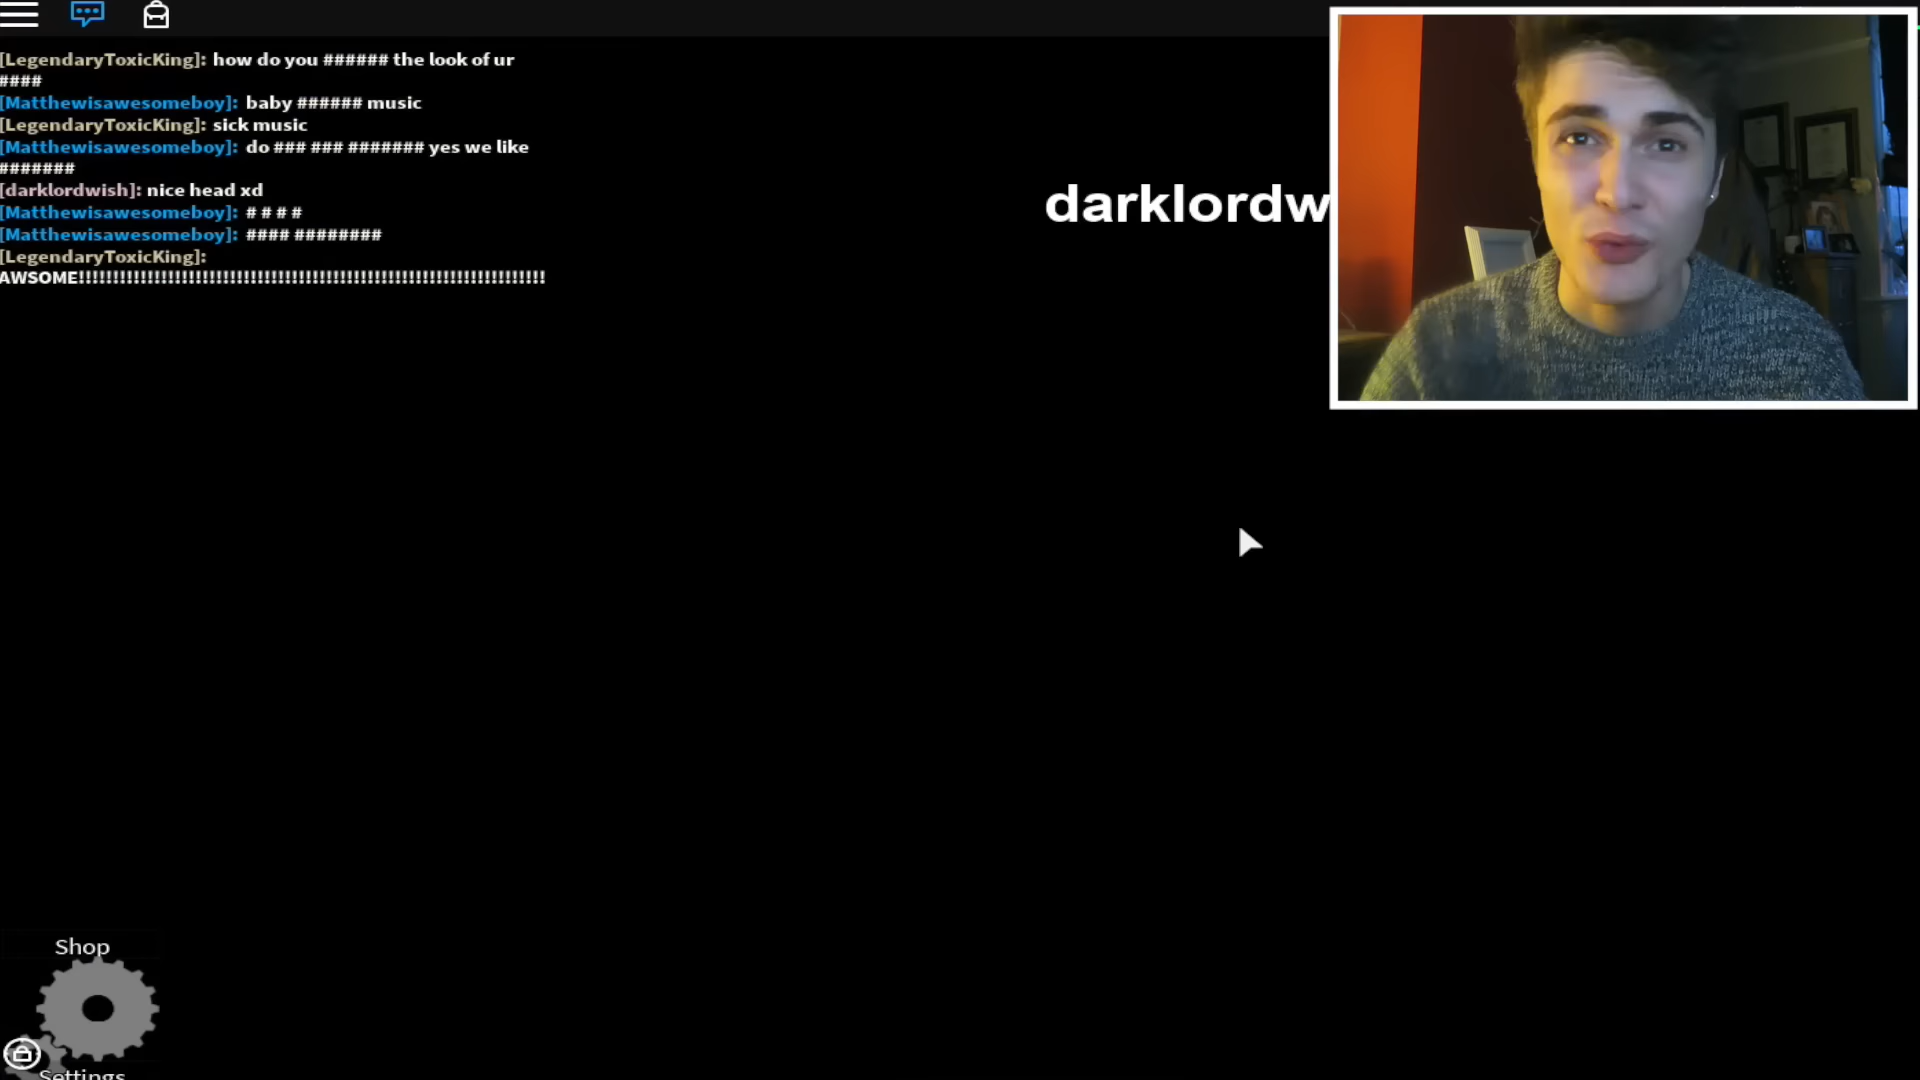 [LegendaryToxicKing]: how do you ###### the look of ur
####
[Matthewisawesomeboy]: baby ###### music
[LegendaryToxicKing]: sick music
[Matthewisawesomeboy]: do ### ### ####### yes we like
#######
[darklordwish]: nice head xd
[Matthewisawesomeboy]: # # # #
[Matthewisawesomeboy]: #### ########
[LegendaryToxicKing]:
AWSOME!!!!!!!!!!!!!!!!!!!!!!!!!!!!!!!!!!!!!!!!!!!!!!!!!!!!!!!!!!!!!!!!!!!!
darklordw
Shop
Settings